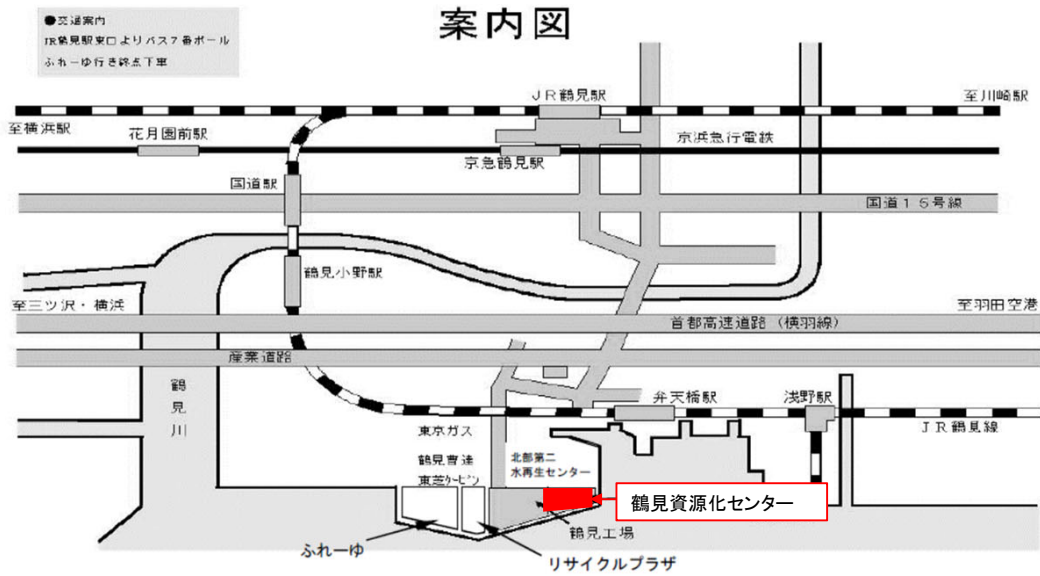 案内図
●交通案内
JR鶴見駅東口よりバス7番ポール
ふれーゆ行き終点下車
JR鶴見駅
至川崎駅
至横浜駅
花月園前駅
京浜急行電鉄
京急鶴見駅
国道駅
国道15号線
鶴見小野駅
至三ツ沢・横浜
至羽田空港
首都高速道路(横羽線)
産業道路
鶴見川
弁天橋駅
浅野駅
JR鶴見線
東京ガス
鶴見曹達
東芝タービン
北部第二
水再生センター
鶴見資源化センター
鶴見工場
ふれーゆ
リサイクルプラザ